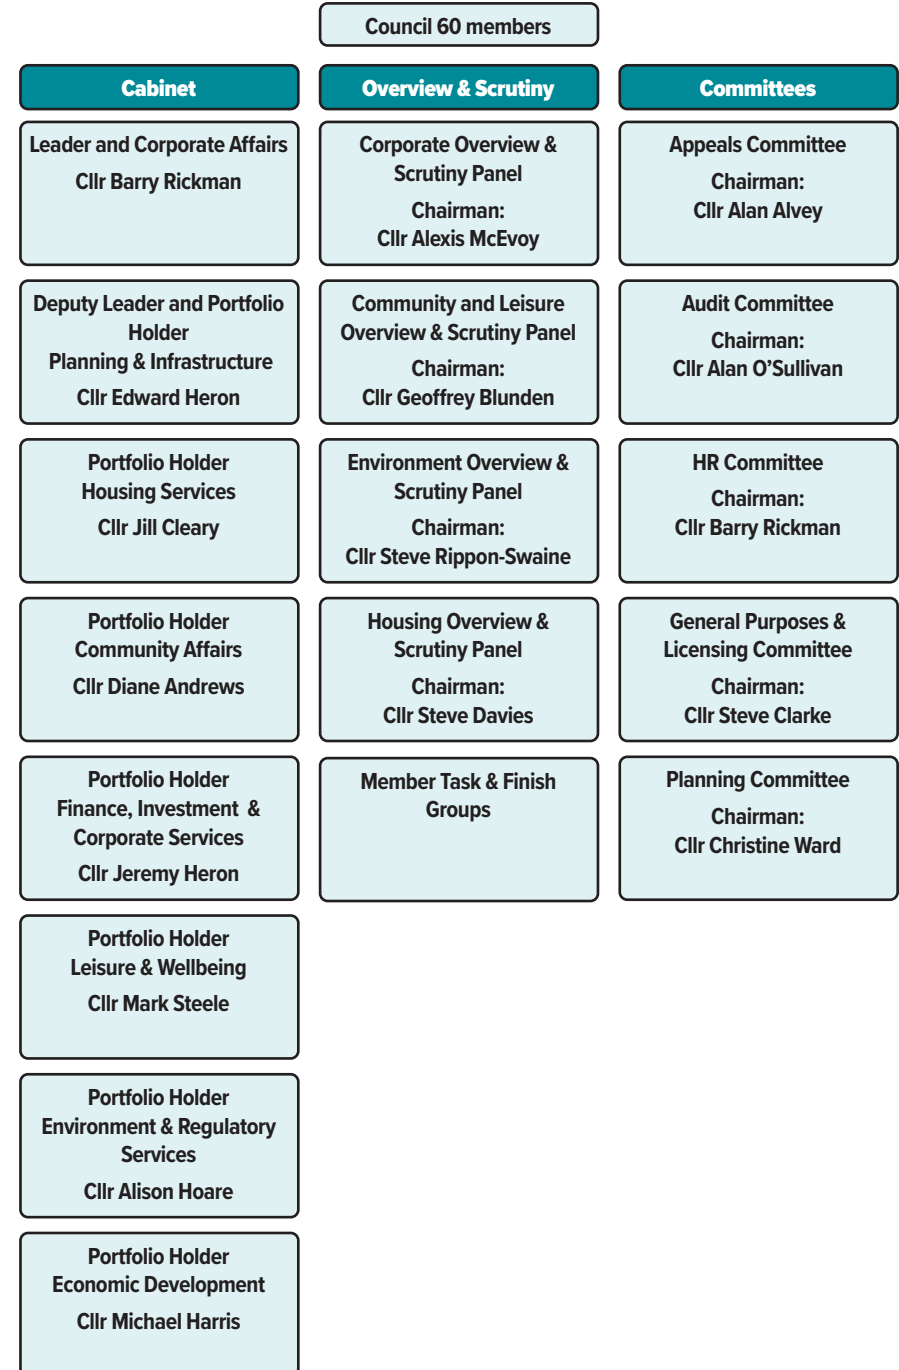 Council 60 members
Cabinet
Leader and Corporate Affairs
Cllr Barry Rickman
Deputy Leader and Portfolio
Holder
Planning & Infrastructure
Cllr Edward Heron
Portfolio Holder
Housing Services
Cllr Jill Cleary
Portfolio Holder
Community Affairs
Cllr Diane Andrews
Portfolio Holder
Finance, Investment &
Corporate Services
Cllr Jeremy Heron
Portfolio Holder
Leisure & Wellbeing
Cllr Mark Steele
Portfolio Holder
Environment & Regulatory
Services
Cllr Alison Hoare
Portfolio Holder
Economic Development
Cllr Michael Harris
Overview & Scrutiny
Corporate Overview &
Scrutiny Panel
Chairman:
Cllr Alexis McEvoy
Community and Leisure
Overview & Scrutiny Panel
Chairman:
Cllr Geoffrey Blunden
Environment Overview &
Scrutiny Panel
Chairman:
Cllr Steve Rippon-Swaine
Housing Overview &
Scrutiny Panel
Chairman:
Cllr Steve Davies
Member Task & Finish
Groups
Committees
Appeals Committee
Chairman:
Cllr Alan Alvey
Audit Committee
Chairman:
Cllr Alan O’Sullivan
HR Committee
Chairman:
Cllr Barry Rickman
General Purposes &
Licensing Committee
Chairman:
Cllr Steve Clarke
Planning Committee
Chairman:
Cllr Christine Ward